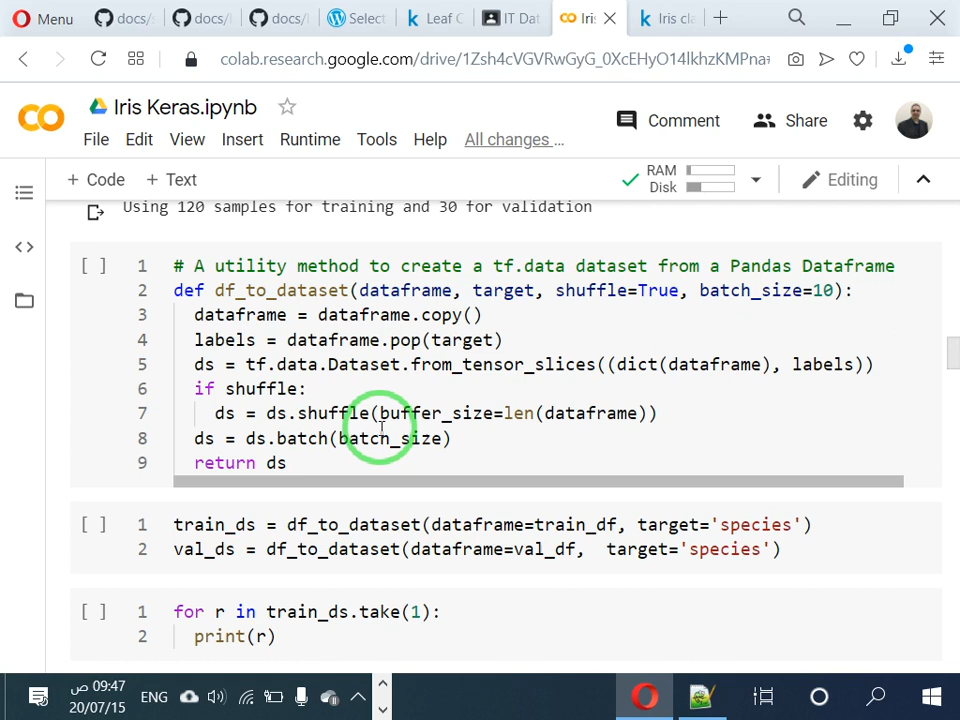 Menu docs/ docs/ docs/ Select Leaf C IT Dat Iris Iris cla
colab.research.google.com/drive/1Zsh4cVGVRwGyG_0XcEHyO14lkhzKMPna
Iris Keras.ipynb
Comment Share
File Edit View Insert Runtime Tools Help All changes ...
+ Code + Text RAM Disk Editing
Using 120 samples for training and 30 for validation
[ ] 1 # A utility method to create a tf.data dataset from a Pandas Dataframe
2 def df_to_dataset(dataframe, target, shuffle=True, batch_size=10):
3 dataframe = dataframe.copy()
4 labels = dataframe.pop(target)
5 ds = tf.data.Dataset.from_tensor_slices((dict(dataframe), labels))
6 if shuffle:
7 ds = ds.shuffle(buffer_size=len(dataframe))
8 ds = ds.batch(batch_size)
9 return ds
[ ] 1 train_ds = df_to_dataset(dataframe=train_df, target='species')
2 val_ds = df_to_dataset(dataframe=val_df, target='species')
[ ] 1 for r in train_ds.take(1):
2 print(r)
09:47 ص ENG
20/07/15